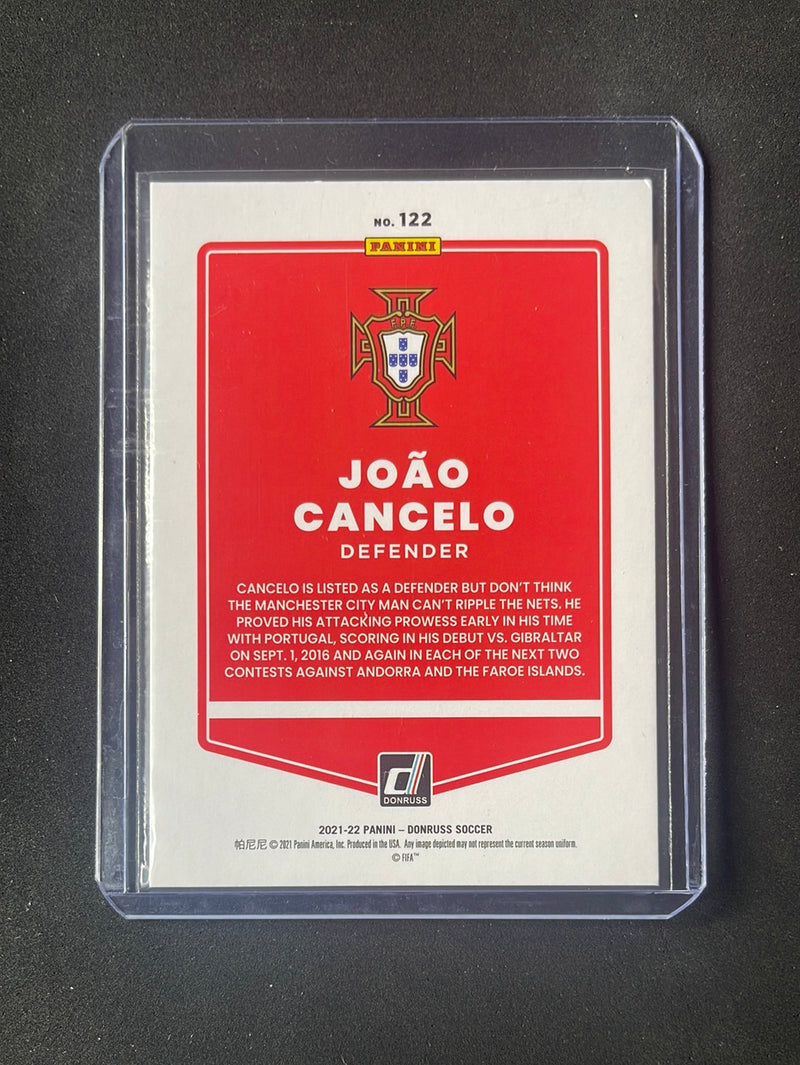 NO. 122
PANINI
FPF
JOÃO
CANCELO
DEFENDER
CANCELO IS LISTED AS A DEFENDER BUT DON'T THINK
THE MANCHESTER CITY MAN CAN'T RIPPLE THE NETS. HE
PROVED HIS ATTACKING PROWESS EARLY IN HIS TIME
WITH PORTUGAL, SCORING IN HIS DEBUT VS. GIBRALTAR
ON SEPT. 1, 2016 AND AGAIN IN EACH OF THE NEXT TWO
CONTESTS AGAINST ANDORRA AND THE FAROE ISLANDS.
d
DONRUSS
2021-22 PANINI – DONRUSS SOCCER
帕尼尼 © 2021 Panini America, Inc. Produced in the USA. Any image depicted may not represent the current season uniform.
© FIFA™